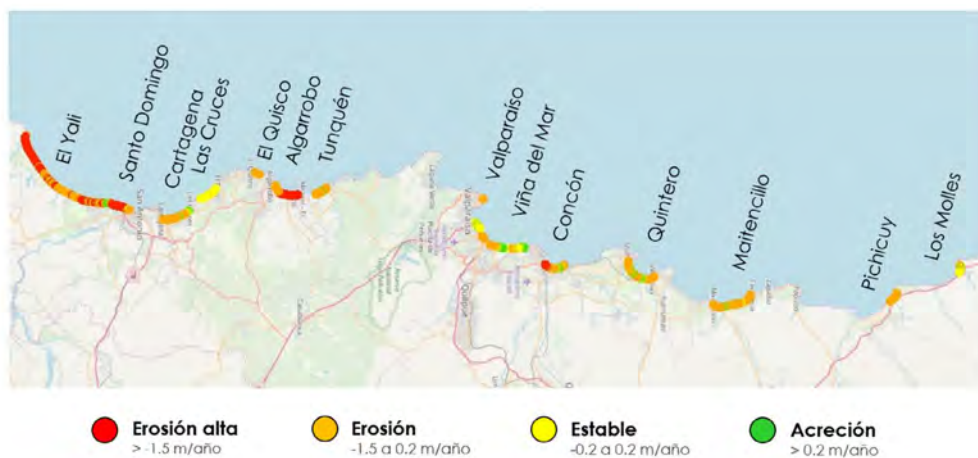 El Yali
Santo Domingo
Cartagena
Las Cruces
El Quisco
Algarrobo
Tunquén
Valparaíso
Viña del Mar
Concón
Quintero
Maitencillo
Pichicuy
Los Molles
Valparaíso
Quilpué
Erosión alta
> -1.5 m/año
Erosión
-1.5 a 0.2 m/año
Estable
-0.2 a 0.2 m/año
Acreción
> 0.2 m/año